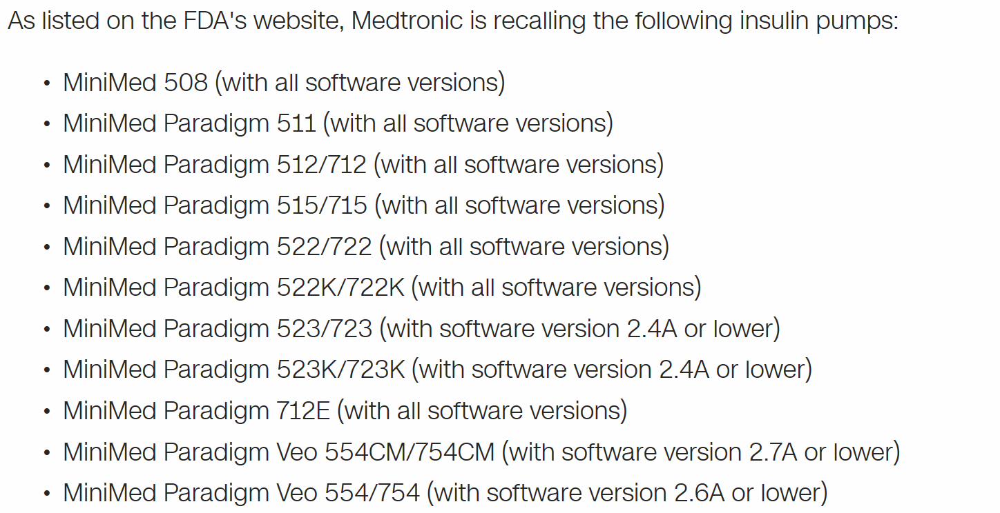 As listed on the FDA's website, Medtronic is recalling the following insulin pumps:
• MiniMed 508 (with all software versions)
• MiniMed Paradigm 511 (with all software versions)
• MiniMed Paradigm 512/712 (with all software versions)
• MiniMed Paradigm 515/715 (with all software versions)
• MiniMed Paradigm 522/722 (with all software versions)
• MiniMed Paradigm 522K/722K (with all software versions)
• MiniMed Paradigm 523/723 (with software version 2.4A or lower)
• MiniMed Paradigm 523K/723K (with software version 2.4A or lower)
• MiniMed Paradigm 712E (with all software versions)
• MiniMed Paradigm Veo 554CM/754CM (with software version 2.7A or lower)
• MiniMed Paradigm Veo 554/754 (with software version 2.6A or lower)